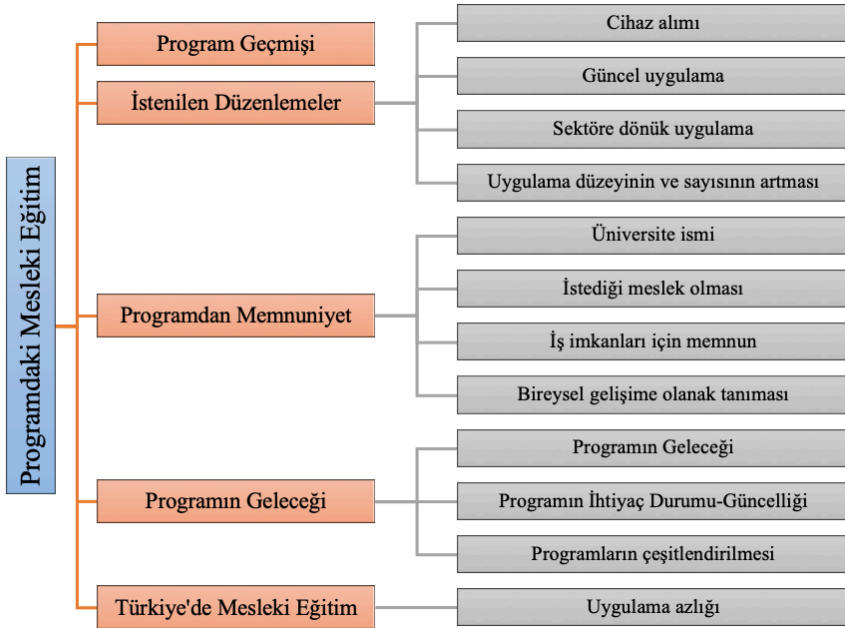 Programdaki Mesleki Eğitim
Program Geçmişi
İstenilen Düzenlemeler
Cihaz alımı
Güncel uygulama
Sektöre dönük uygulama
Uygulama düzeyinin ve sayısının artması
Programdan Memnuniyet
Üniversite ismi
İstediği meslek olması
İş imkanları için memnun
Bireysel gelişime olanak tanıması
Programın Geleceği
Programın Geleceği
Programın İhtiyaç Durumu-Güncelliği
Programların çeşitlendirilmesi
Türkiye'de Mesleki Eğitim
Uygulama azlığı